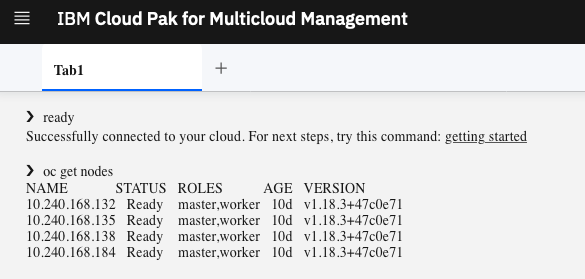 IBM Cloud Pak for Multicloud Management
Tab1 +
❯ ready
Successfully connected to your cloud. For next steps, try this command: getting started
❯ oc get nodes
NAME STATUS ROLES AGE VERSION
10.240.168.132 Ready master,worker 10d v1.18.3+47c0e71
10.240.168.135 Ready master,worker 10d v1.18.3+47c0e71
10.240.168.138 Ready master,worker 10d v1.18.3+47c0e71
10.240.168.184 Ready master,worker 10d v1.18.3+47c0e71